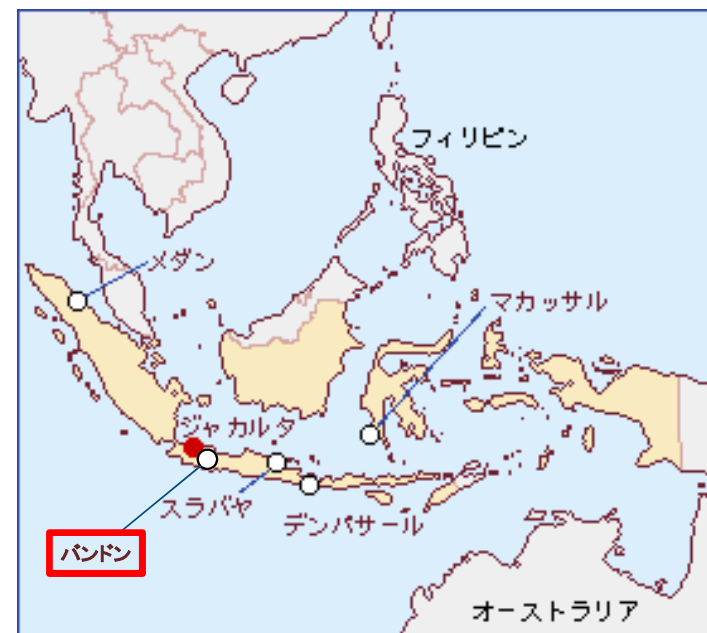 フィリピン
メダン
マカッサル
ジャカルタ
スラバヤ
デンパサール
バンドン
オーストラリア